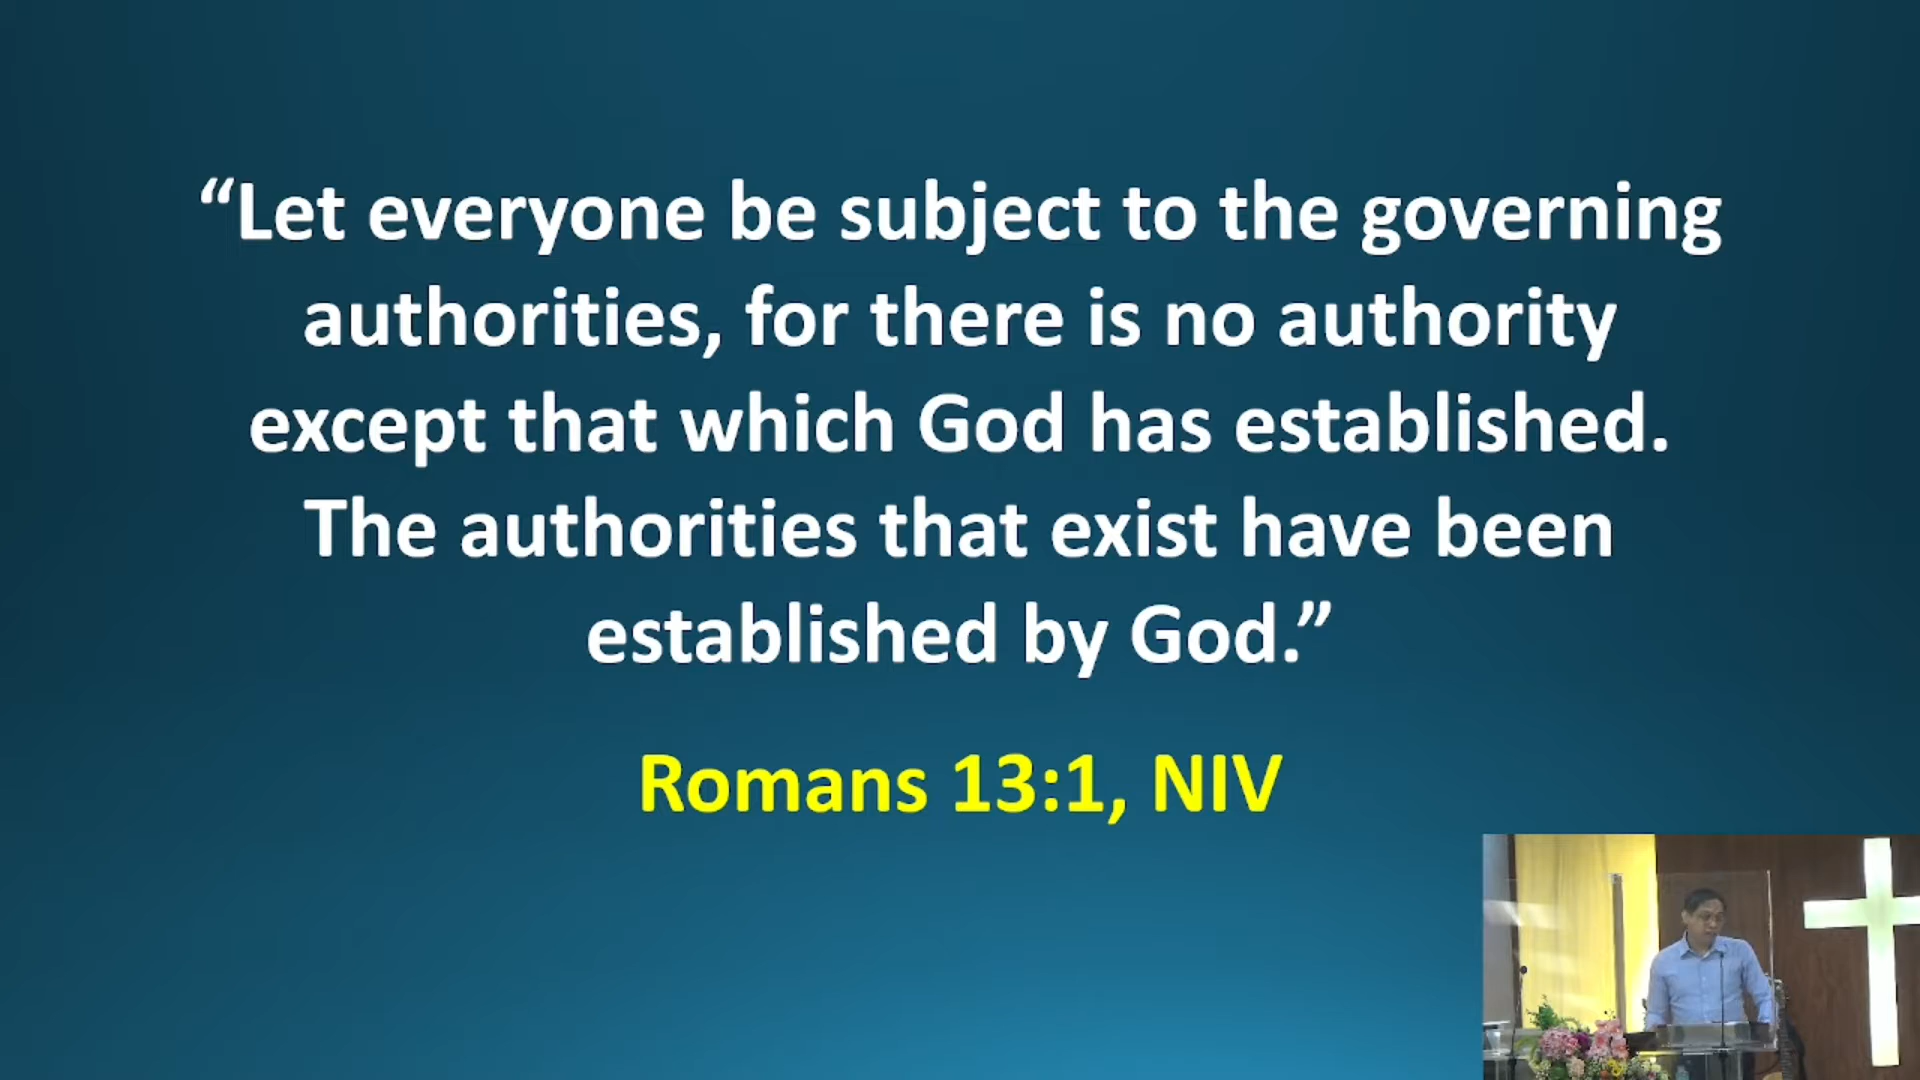 “Let everyone be subject to the governing
authorities, for there is no authority
except that which God has established.
The authorities that exist have been
established by God.”
Romans 13:1, NIV